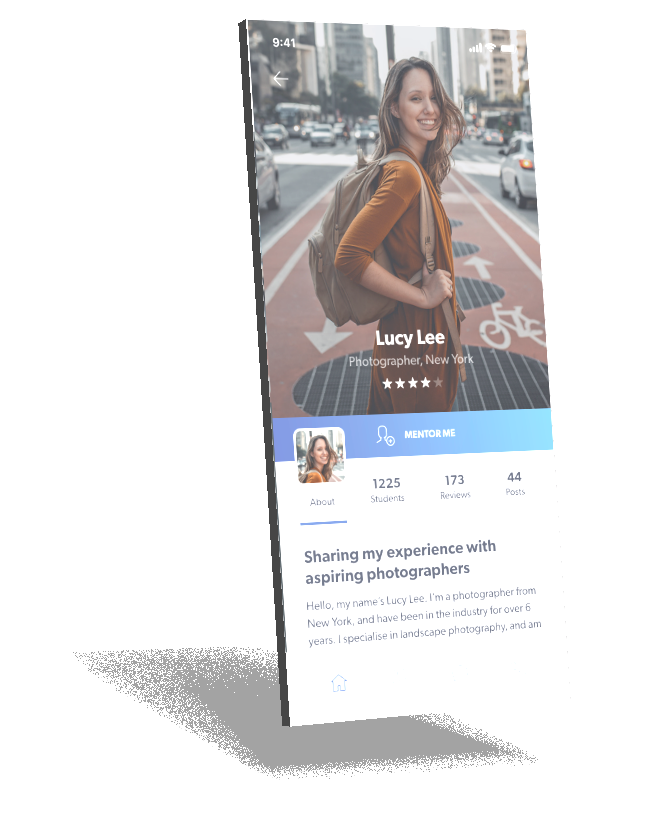 9:41
Lucy Lee
Photographer, New York
MENTOR ME
About
1225
Students
173
Reviews
44
Posts
Sharing my experience with
aspiring photographers
Hello, my name's Lucy Lee. I'm a photographer from
New York, and have been in the industry for over 6
years. I specialise in landscape photography, and am